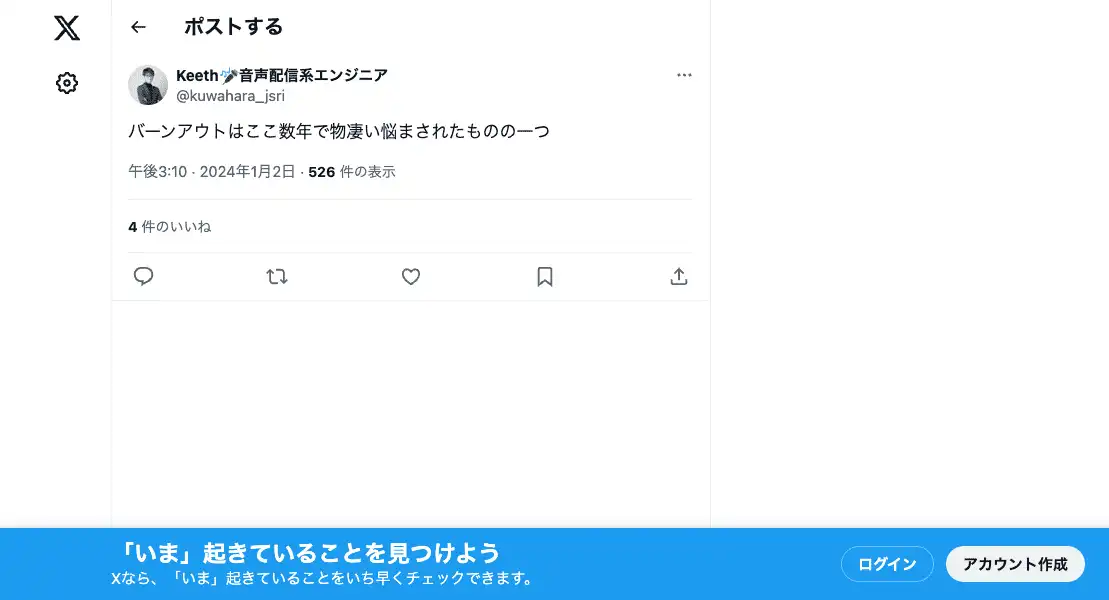 ポストする
Keeth🎤音声配信系エンジニア
@kuwahara_jsri
バーンアウトはここ数年で物凄い悩まされたものの一つ
午後3:10 · 2024年1月2日 · 526 件の表示
4 件のいいね
「いま」起きていることを見つけよう
Xなら、「いま」起きていることをいち早くチェックできます。
ログイン
アカウント作成